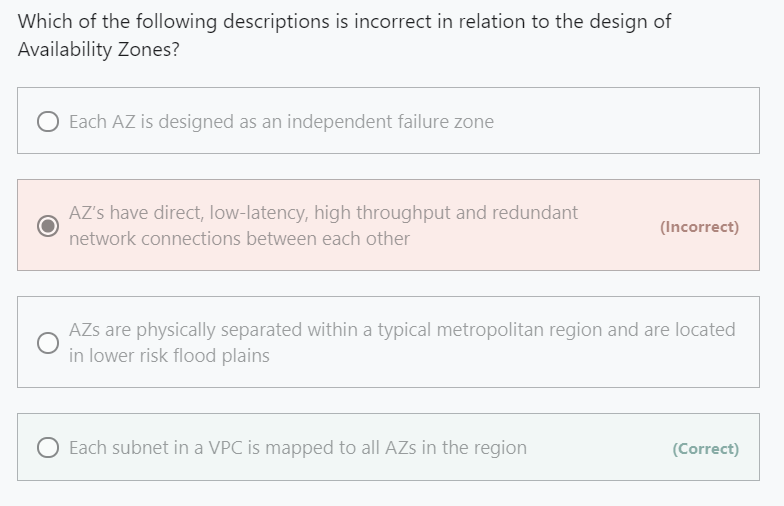 Which of the following descriptions is incorrect in relation to the design of
Availability Zones?
Each AZ is designed as an independent failure zone
AZ's have direct, low-latency, high throughput and redundant
network connections between each other
(Incorrect)
AZs are physically separated within a typical metropolitan region and are located
in lower risk flood plains
Each subnet in a VPC is mapped to all AZs in the region
(Correct)